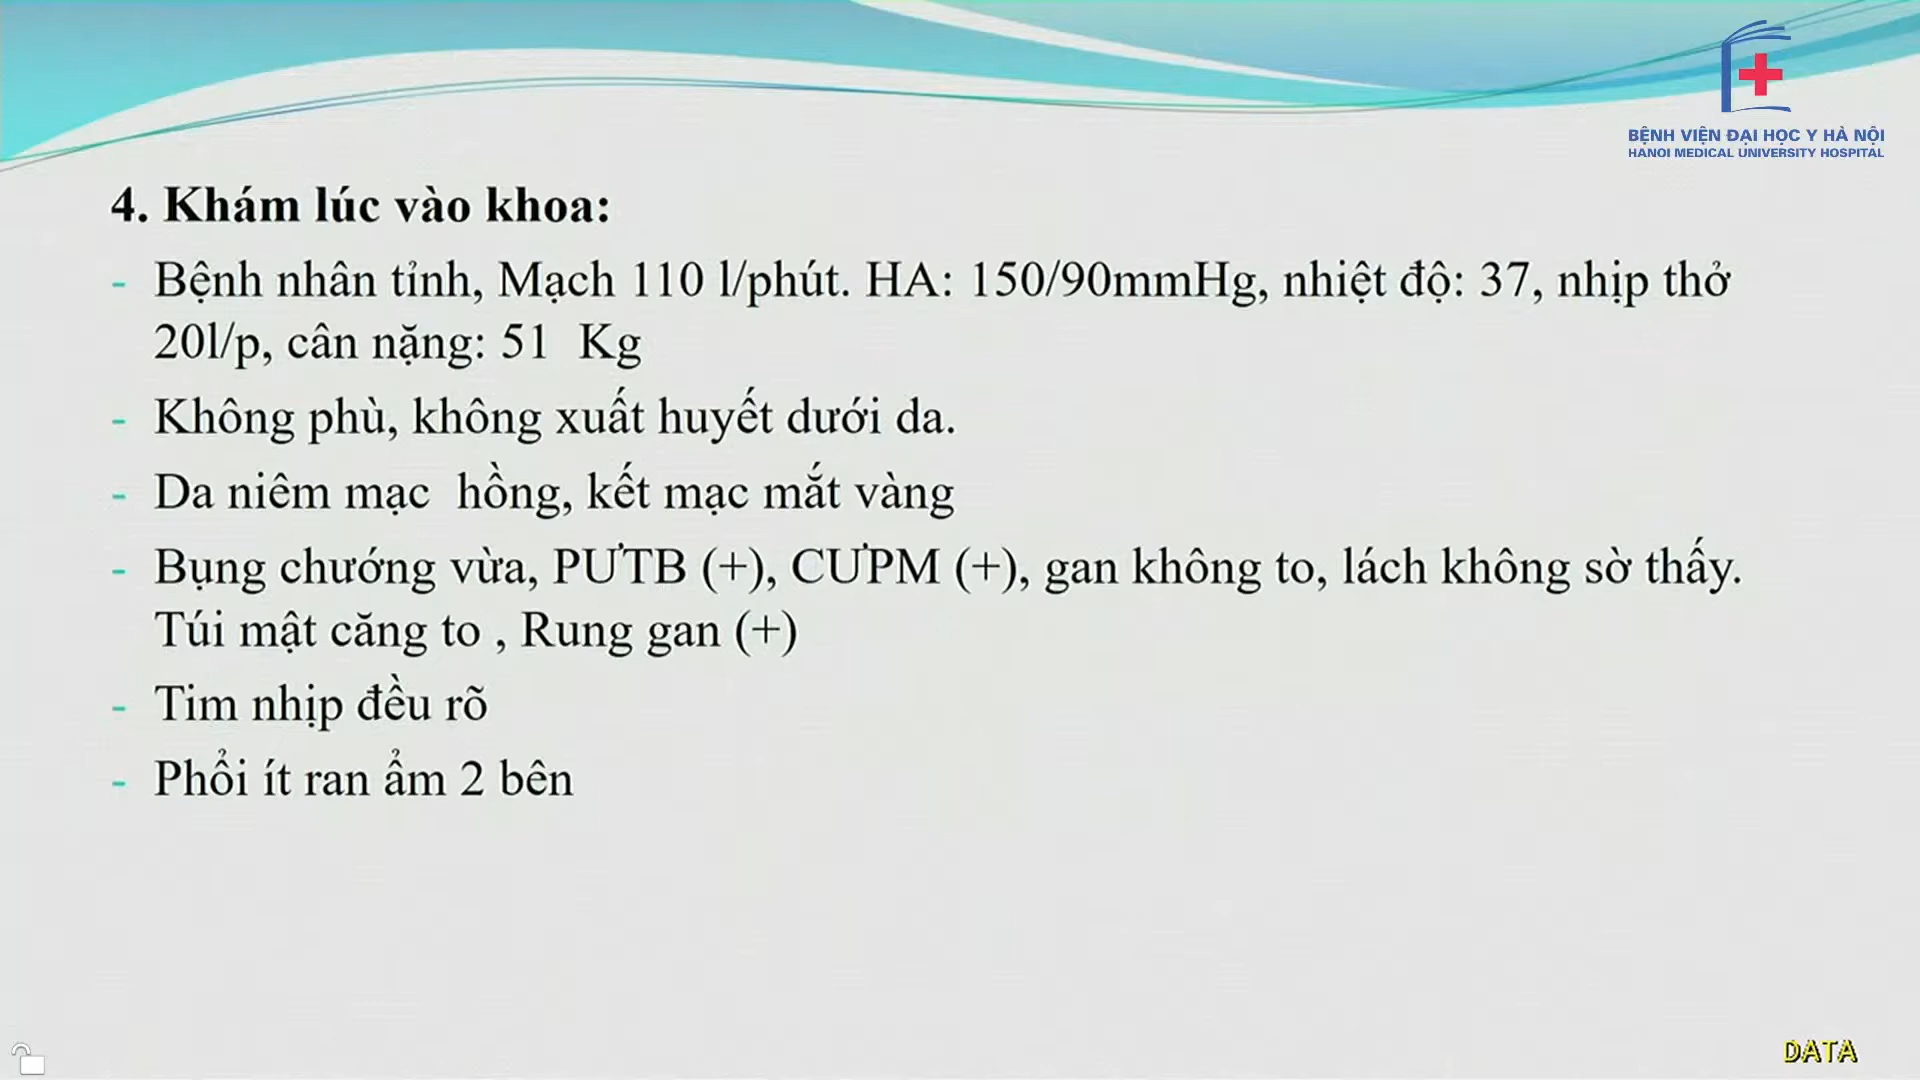 BỆNH VIỆN ĐẠI HỌC Y HÀ NỘI
HANOI MEDICAL UNIVERSITY HOSPITAL
4. Khám lúc vào khoa:
- Bệnh nhân tỉnh, Mạch 110 l/phút. HA: 150/90mmHg, nhiệt độ: 37, nhịp thở
20l/p, cân nặng: 51 Kg
- Không phù, không xuất huyết dưới da.
- Da niêm mạc hồng, kết mạc mắt vàng
- Bụng chướng vừa, PƯTB (+), CƯPM (+), gan không to, lách không sờ thấy.
Túi mật căng to , Rung gan (+)
- Tim nhịp đều rõ
- Phổi ít ran ẩm 2 bên
DATA